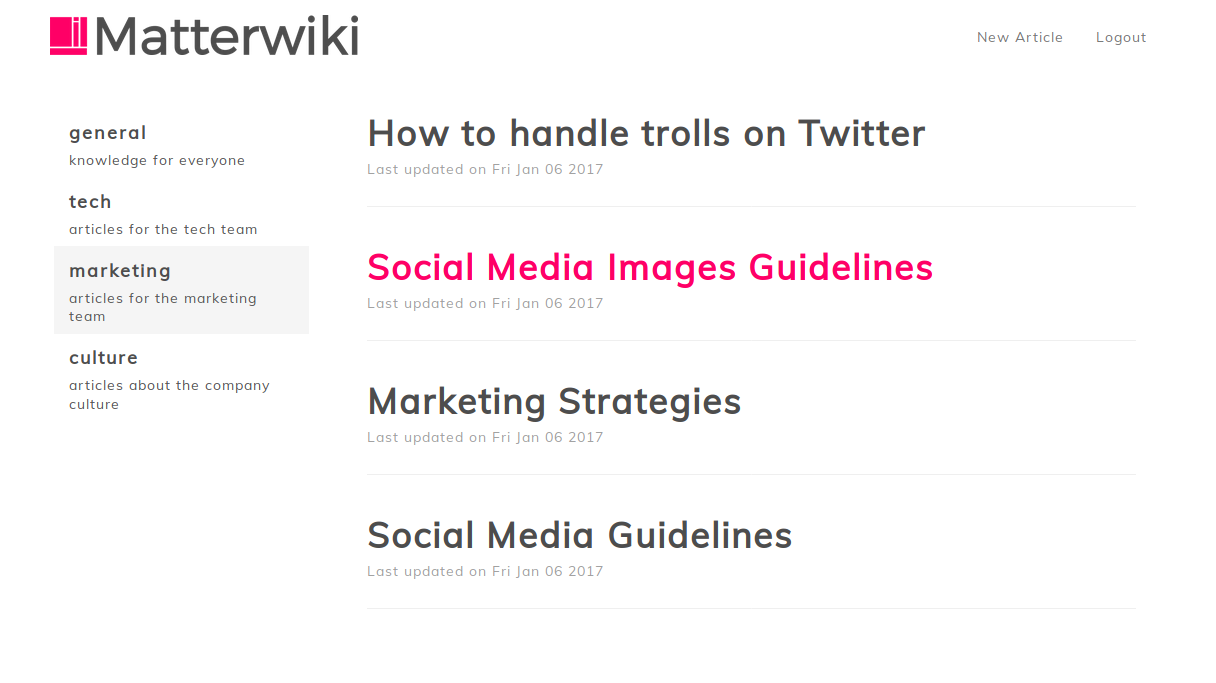 Matterwiki
New Article
Logout
general
knowledge for everyone
tech
articles for the tech team
marketing
articles for the marketing
team
culture
articles about the company
culture
How to handle trolls on Twitter
Last updated on Fri Jan 06 2017
Social Media Images Guidelines
Last updated on Fri Jan 06 2017
Marketing Strategies
Last updated on Fri Jan 06 2017
Social Media Guidelines
Last updated on Fri Jan 06 2017